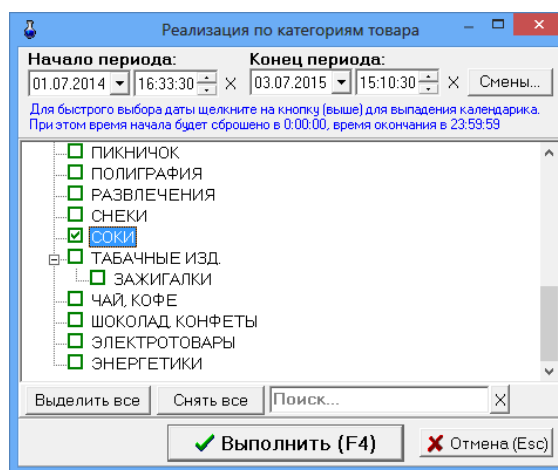 Реализация по категориям товара
Начало периода: Конец периода:
01.07.2014 16:33:30 X 03.07.2015 15:10:30 X Смены...
Для быстрого выбора даты щелкните на кнопку (выше) для выпадения календарика.
При этом время начала будет сброшено в 0:00:00, время окончания в 23:59:59
ПИКНИЧОК
ПОЛИГРАФИЯ
РАЗВЛЕЧЕНИЯ
СНЕКИ
СОКИ
ТАБАЧНЫЕ ИЗД.
ЗАЖИГАЛКИ
ЧАЙ, КОФЕ
ШОКОЛАД, КОНФЕТЫ
ЭЛЕКТРОТОВАРЫ
ЭНЕРГЕТИКИ
Выделить все Снять все Поиск... X
Выполнить (F4) Отмена (Esc)